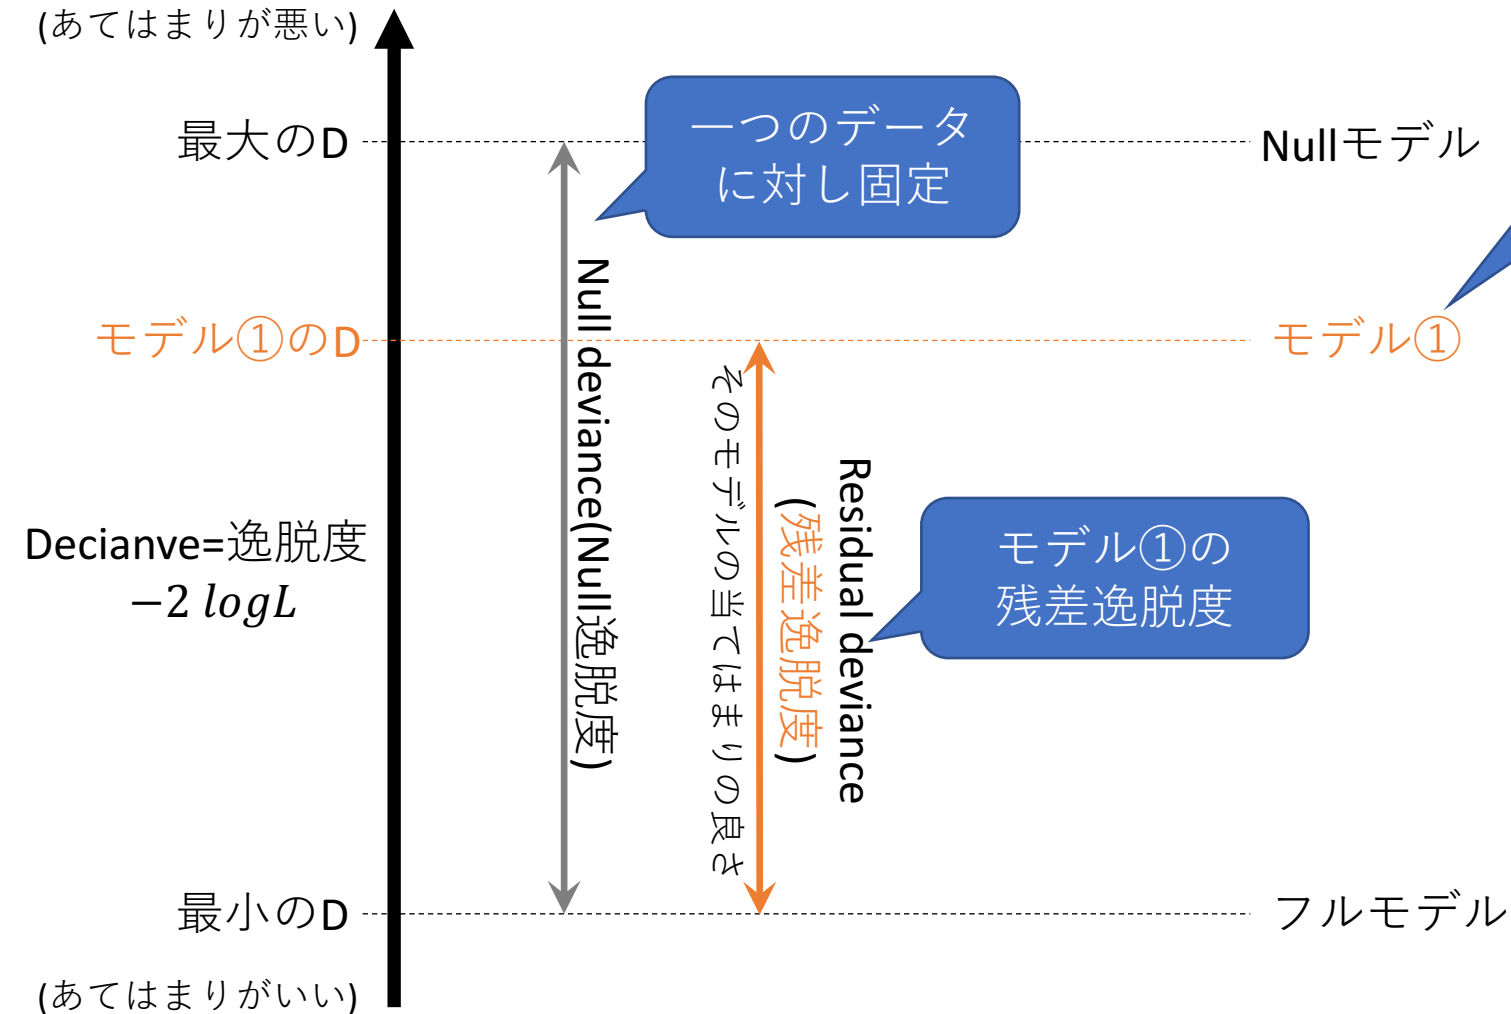 (あてはまりが悪い)
最大のD
一つのデータ
に対し固定
Nullモデル
モデル①のD
モデル①
Null deviance(Null逸脱度)
そのモデルの当てはまりの良さ
(残差逸脱度)
Residual deviance
Decianve=逸脱度
−2 logL
モデル①の
残差逸脱度
最小のD
フルモデル
(あてはまりがいい)